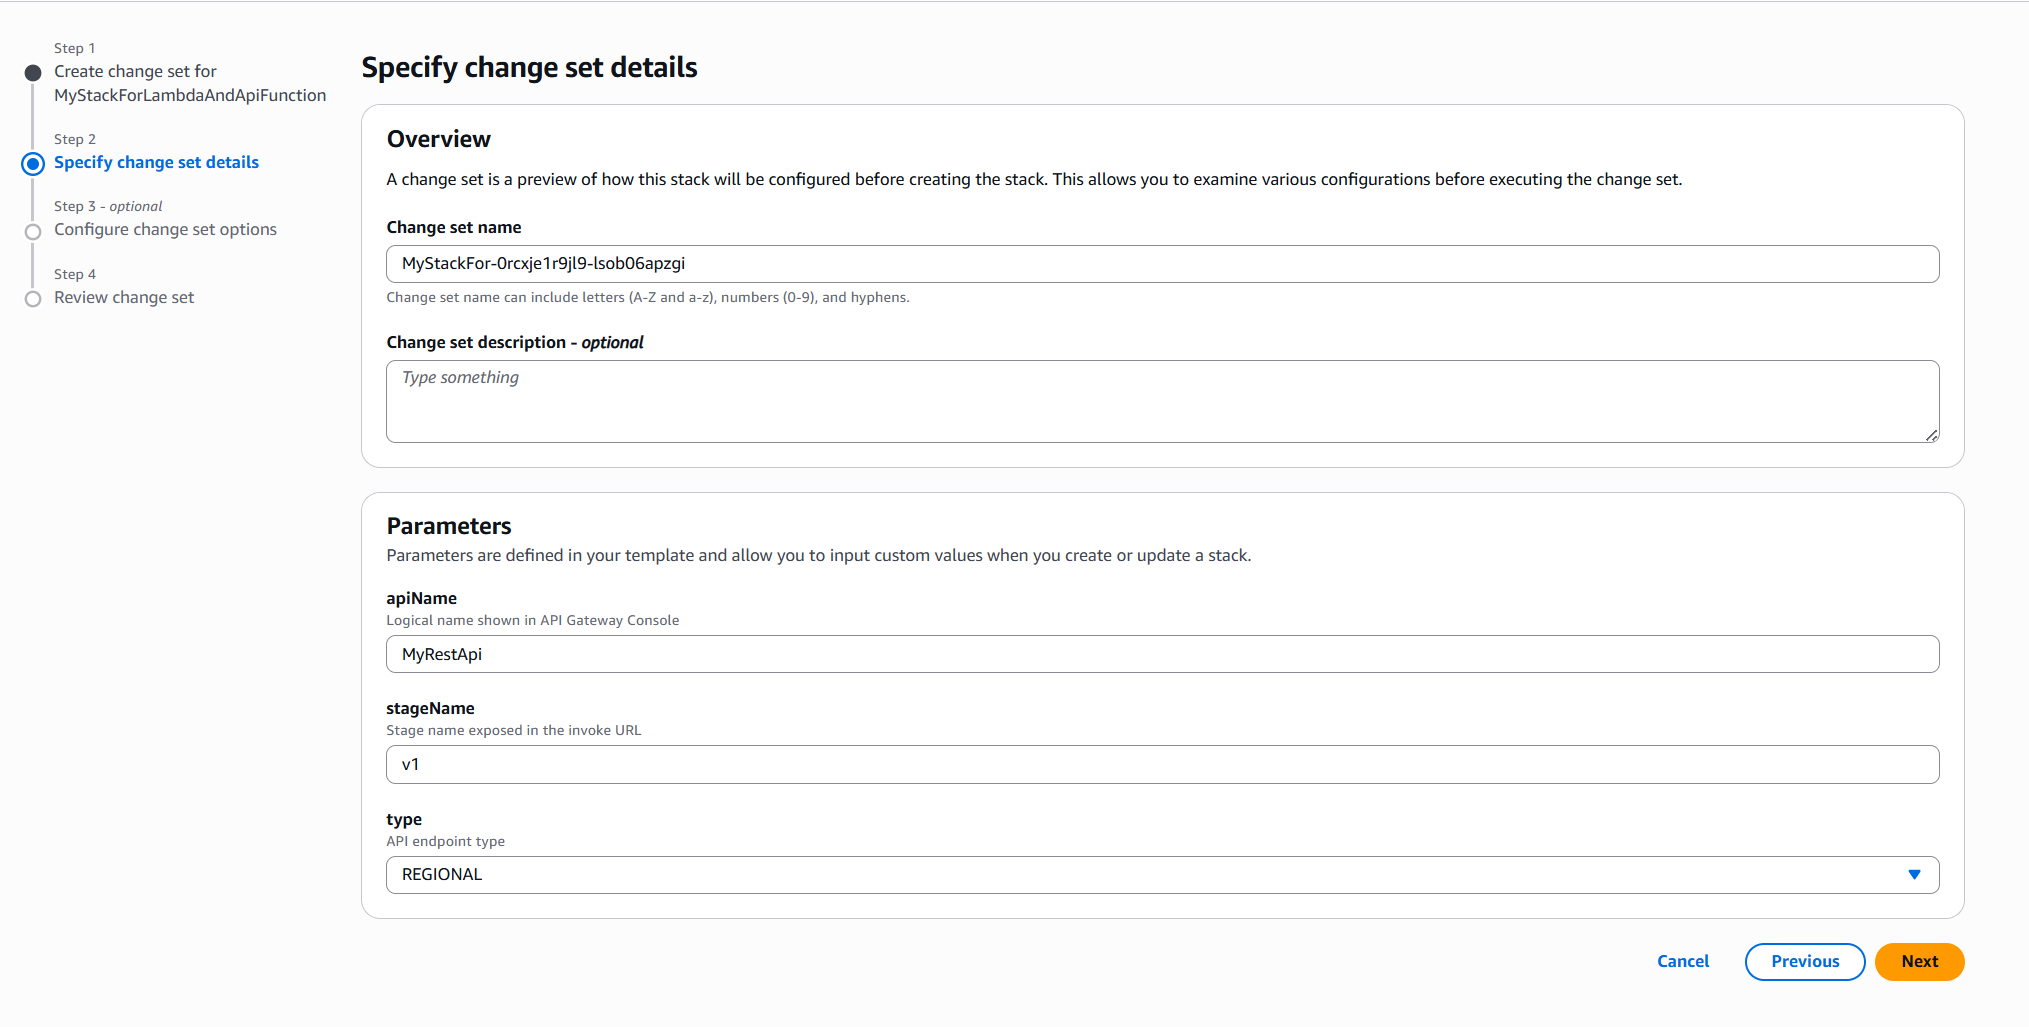 Step 1
Create change set for
MyStackForLambdaAndApiFunction
Step 2
Specify change set details
Step 3 - optional
Configure change set options
Step 4
Review change set
Specify change set details
Overview
A change set is a preview of how this stack will be configured before creating the stack. This allows you to examine various configurations before executing the change set.
Change set name
MyStackFor-0rcxje1r9jl9-lsob06apzgi
Change set name can include letters (A-Z and a-z), numbers (0-9), and hyphens.
Change set description - optional
Type something
Parameters
Parameters are defined in your template and allow you to input custom values when you create or update a stack.
apiName
Logical name shown in API Gateway Console
MyRestApi
stageName
Stage name exposed in the invoke URL
v1
type
API endpoint type
REGIONAL
Cancel
Previous
Next